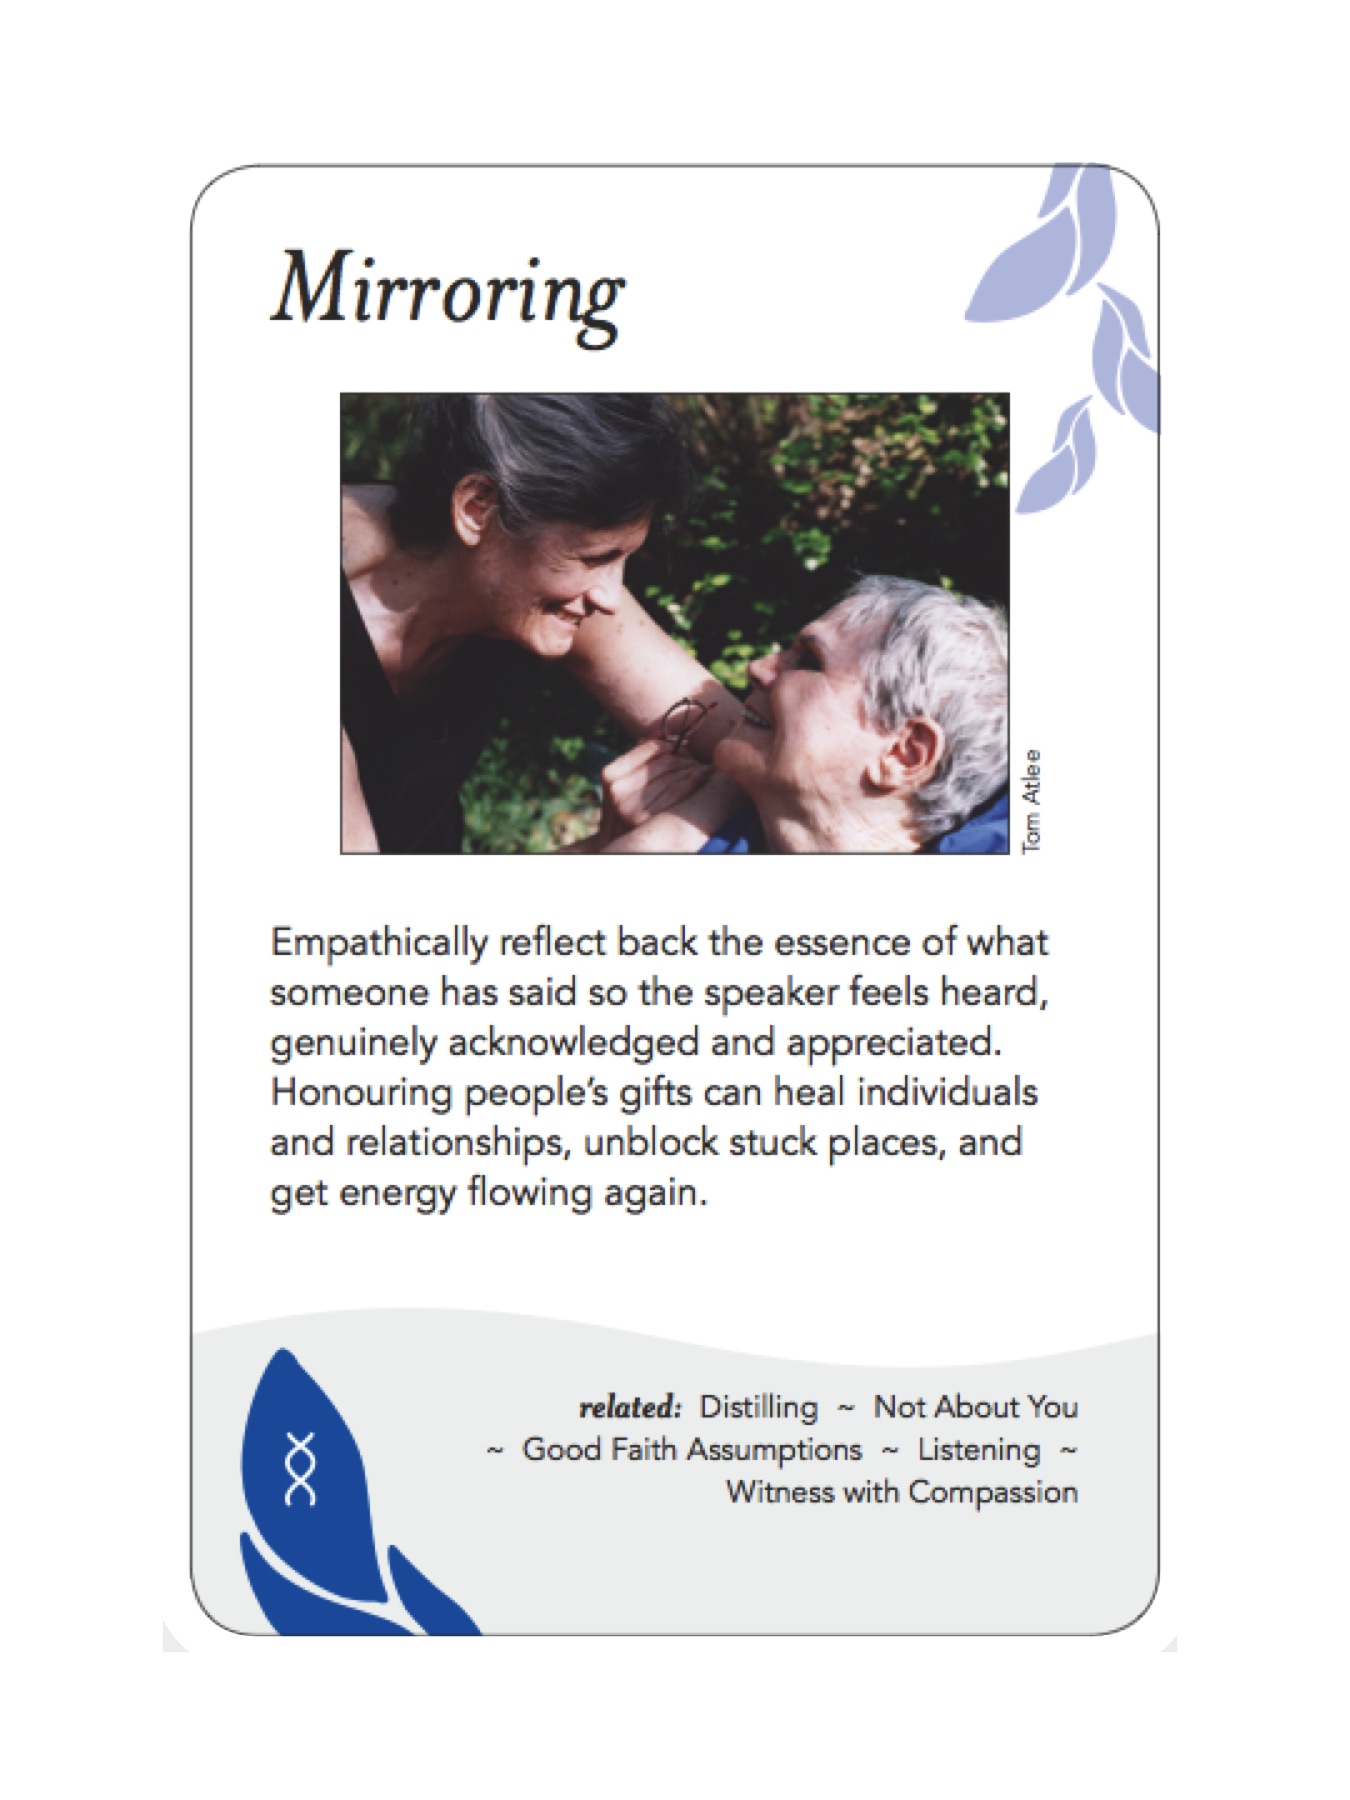 Mirroring
Tom Atlee
Empathically reflect back the essence of what
someone has said so the speaker feels heard,
genuinely acknowledged and appreciated.
Honouring people’s gifts can heal individuals
and relationships, unblock stuck places, and
get energy flowing again.
related: Distilling ~ Not About You
~ Good Faith Assumptions ~ Listening ~
Witness with Compassion